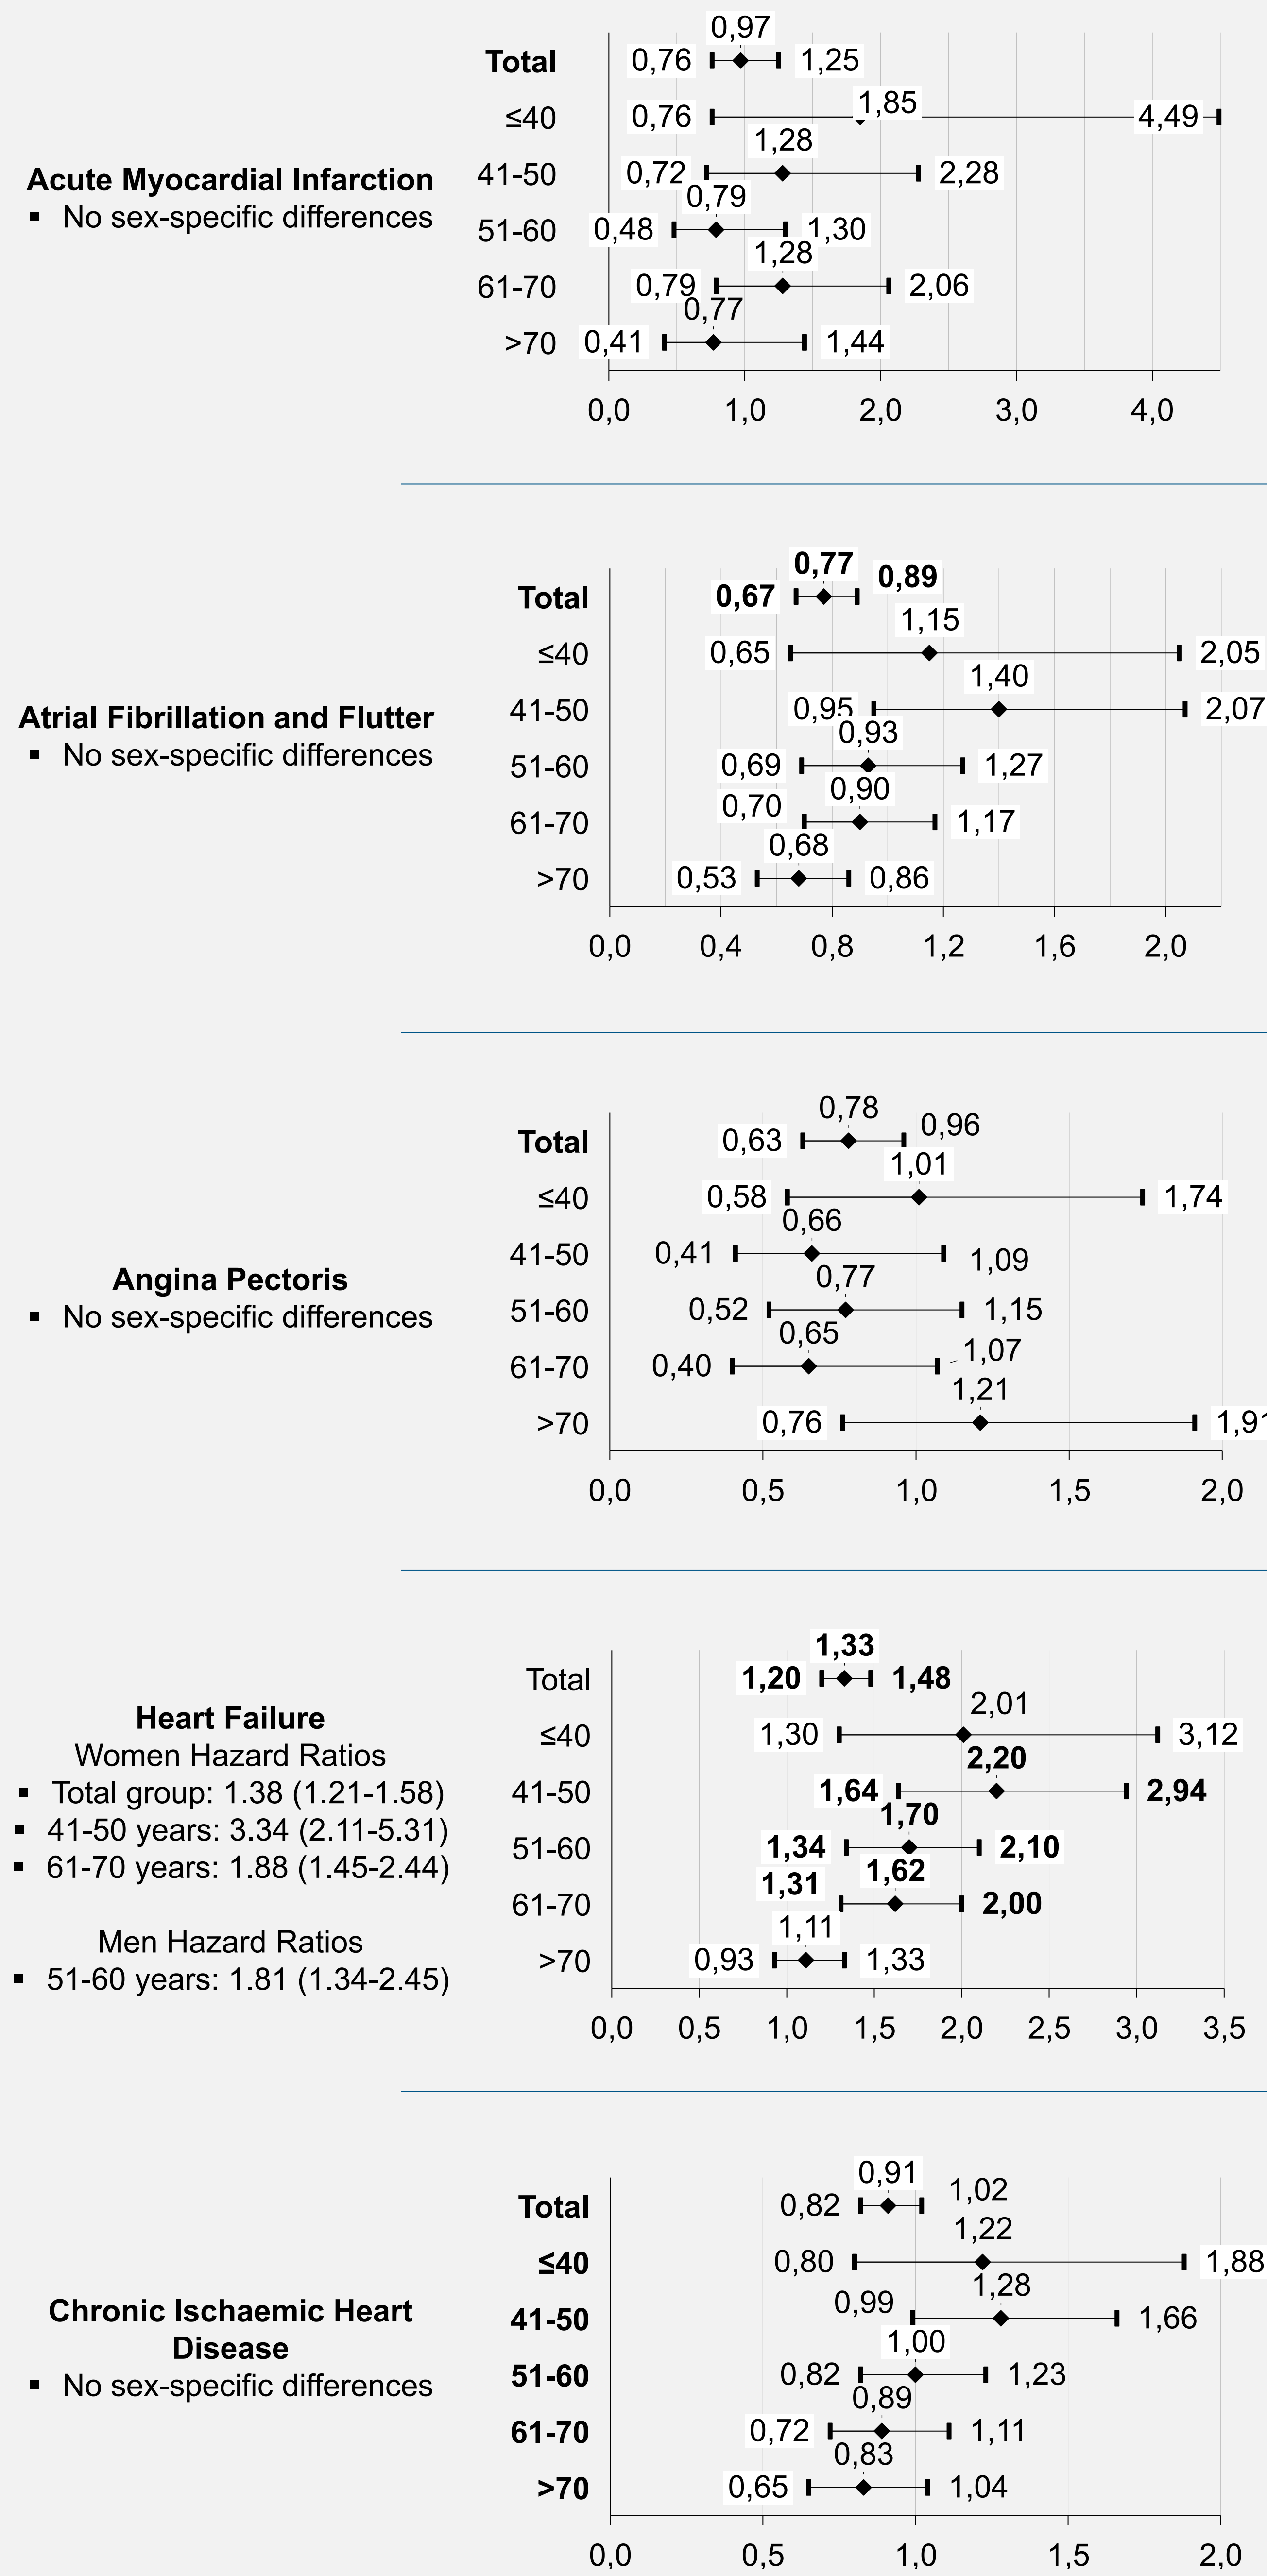 0,97
Total 0,76 1,25
≤40 0,76 1,85 4,49
1,28
Acute Myocardial Infarction
▪ No sex-specific differences
41-50 0,72 2,28
0,79
51-60 0,48 1,30
1,28
61-70 0,79 2,06
0,77
>70 0,41 1,44
0,0 1,0 2,0 3,0 4,0
0,77
Total 0,67 0,89
1,15
≤40 0,65 2,05
1,40
Atrial Fibrillation and Flutter
▪ No sex-specific differences
41-50 0,95 2,07
0,93
51-60 0,69 1,27
0,90
61-70 0,70 1,17
0,68
>70 0,53 0,86
0,0 0,4 0,8 1,2 1,6 2,0
0,78
Total 0,63 0,96
1,01
≤40 0,58 1,74
0,66
41-50 0,41 1,09
Angina Pectoris
▪ No sex-specific differences
0,77
51-60 0,52 1,15
0,65
61-70 0,40 1,07
1,21
>70 0,76 1,91
0,0 0,5 1,0 1,5 2,0
1,33
Total 1,20 1,48
2,01
≤40 1,30 3,12
Heart Failure
Women Hazard Ratios
▪ Total group: 1.38 (1.21-1.58)
▪ 41-50 years: 3.34 (2.11-5.31)
▪ 61-70 years: 1.88 (1.45-2.44)
Men Hazard Ratios
▪ 51-60 years: 1.81 (1.34-2.45)
2,20
41-50 1,64 2,94
1,70
51-60 1,34 2,10
1,62
61-70 1,31 2,00
1,11
>70 0,93 1,33
0,0 0,5 1,0 1,5 2,0 2,5 3,0 3,5
0,91
Total 0,82 1,02
1,22
≤40 0,80 1,88
1,28
Chronic Ischaemic Heart
Disease
▪ No sex-specific differences
41-50 0,99 1,66
1,00
51-60 0,82 1,23
0,89
61-70 0,72 1,11
0,83
>70 0,65 1,04
0,0 0,5 1,0 1,5 2,0